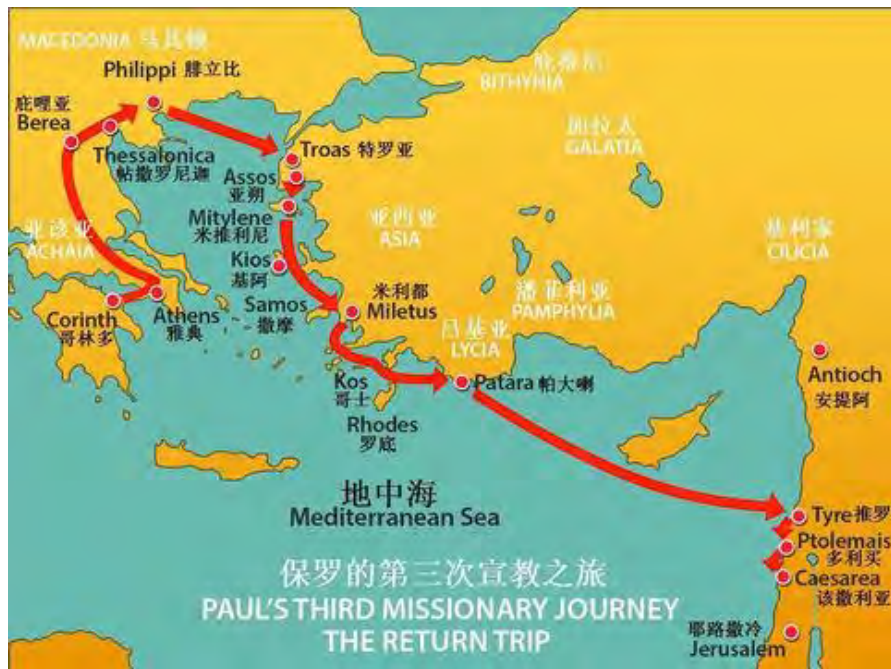 MACEDONIA 马其顿
Philippi 腓立比
庇哩亚
Berea
Thessalonica
帖撒罗尼迦
BITHYNIA
加拉太
GALATIA
Troas 特罗亚
Assos
亚朔
Mitylene
米推利尼
亚西亚
ASIA
亚该亚
ACHAIA
Kios
基阿
基利家
CILICIA
Samos
撒摩
米利都
Miletus
潘菲利亚
PAMPHYLIA
Corinth
哥林多
Athens
雅典
吕基亚
LYCIA
Kos
哥士
Patara 帕大喇
Antioch
安提阿
Rhodes
罗底
地中海
Mediterranean Sea
Tyre 推罗
Ptolemais
多利买
Caesarea
该撒利亚
保罗的第三次宣教之旅
PAUL'S THIRD MISSIONARY JOURNEY
THE RETURN TRIP
耶路撒冷
Jerusalem